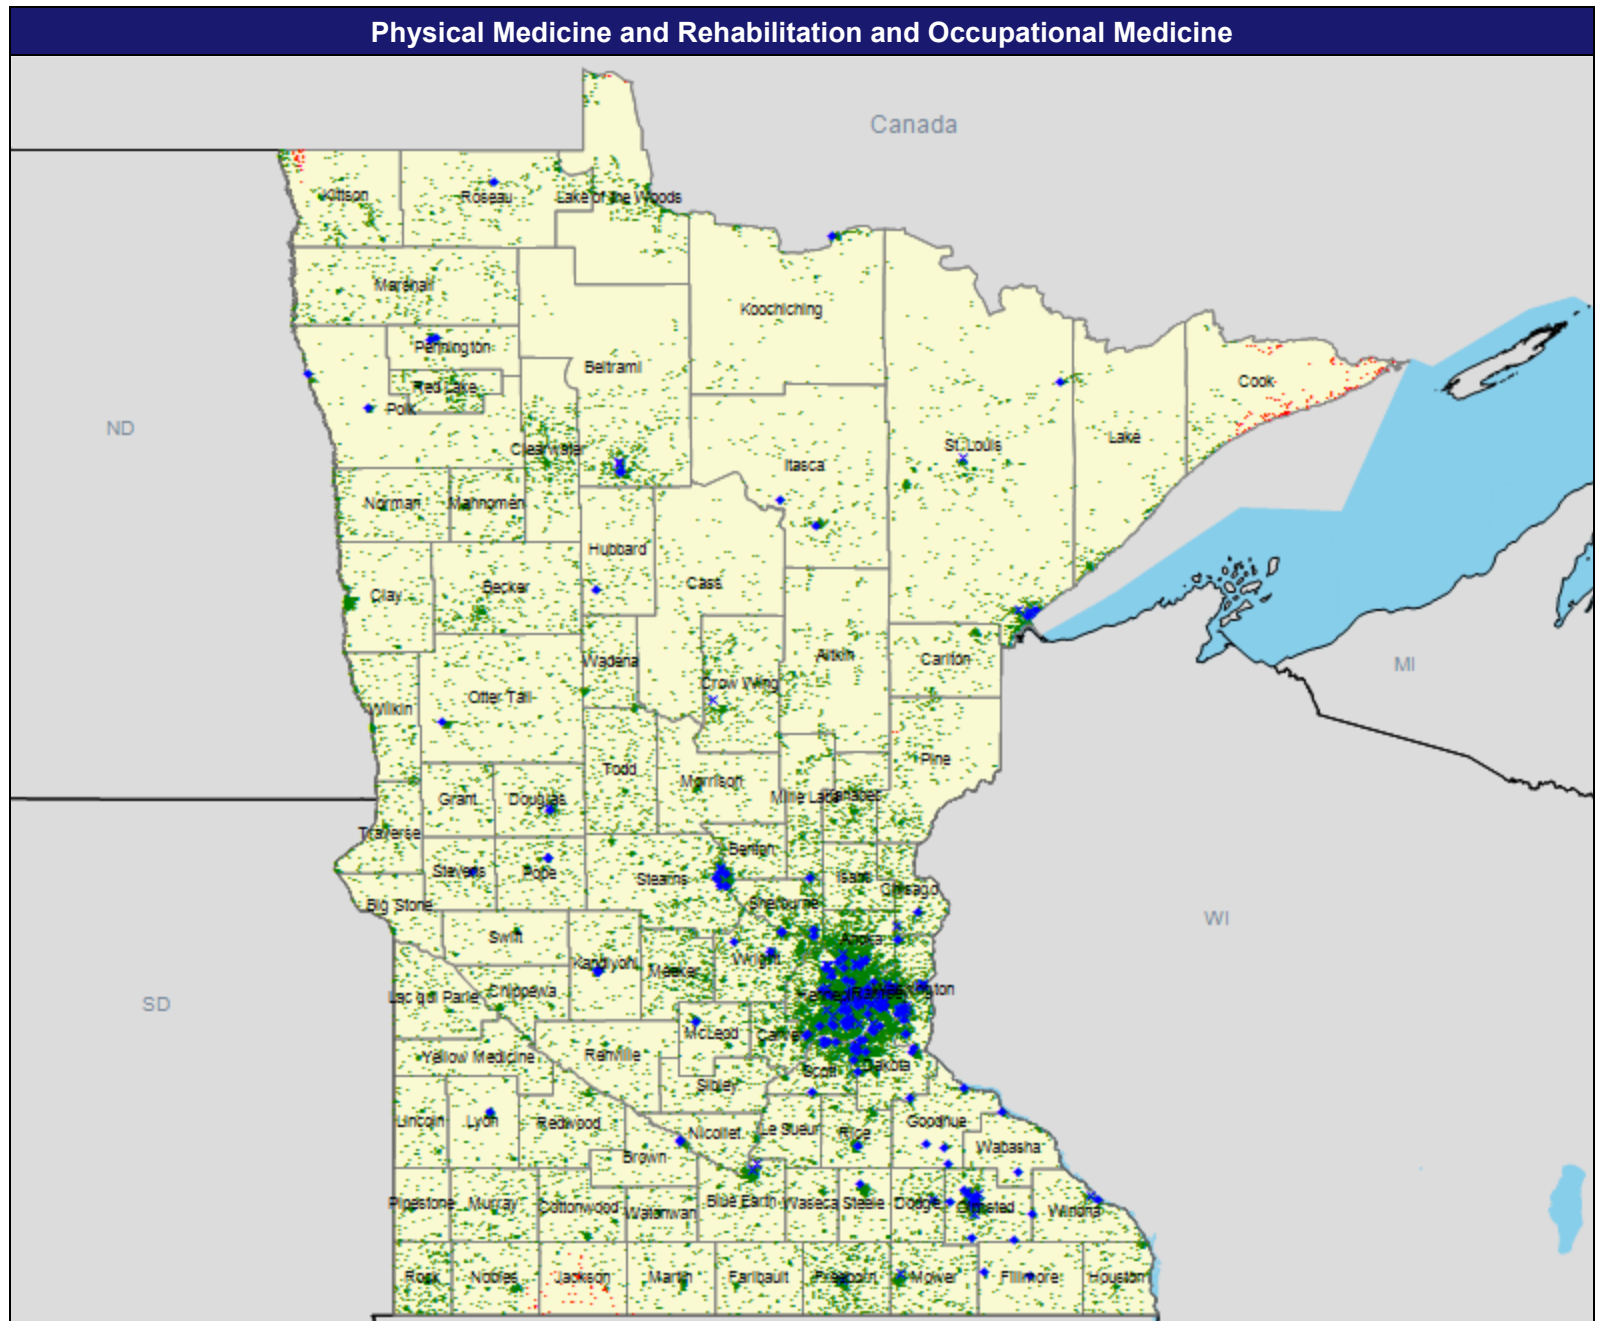 Physical Medicine and Rehabilitation and Occupational Medicine
Canada
Kittson
Roseau
Lake of the Woods
Marshall
Koochiching
Pennington
Beltrami
Red Lake
Cook
Polk
ND
Lake
St. Louis
Clearwater
Itasca
Norman
Mahnomen
Hubbard
Cass
Becker
Clay
Aitkin
Carlton
Wadena
MI
Crow Wing
Otter Tail
Wilkin
Pine
Todd
Morrison
Grant
Douglas
Mille Lacs
Kanabec
Traverse
Benton
Stevens
Pope
Stearns
Isanti
Chisago
Big Stone
Sherburne
WI
Swift
Anoka
Kandiyohi
Wright
Meeker
Lac qui Parle
Chippewa
Hennepin
Ramsey
Washington
SD
McLeod
Carver
Yellow Medicine
Renville
Scott
Dakota
Sibley
Lincoln
Lyon
Redwood
Nicollet
Le Sueur
Rice
Goodhue
Wabasha
Brown
Pipestone
Murray
Cottonwood
Watonwan
Blue Earth
Waseca
Steele
Dodge
Olmsted
Winona
Rock
Nobles
Jackson
Martin
Faribault
Freeborn
Mower
Fillmore
Houston